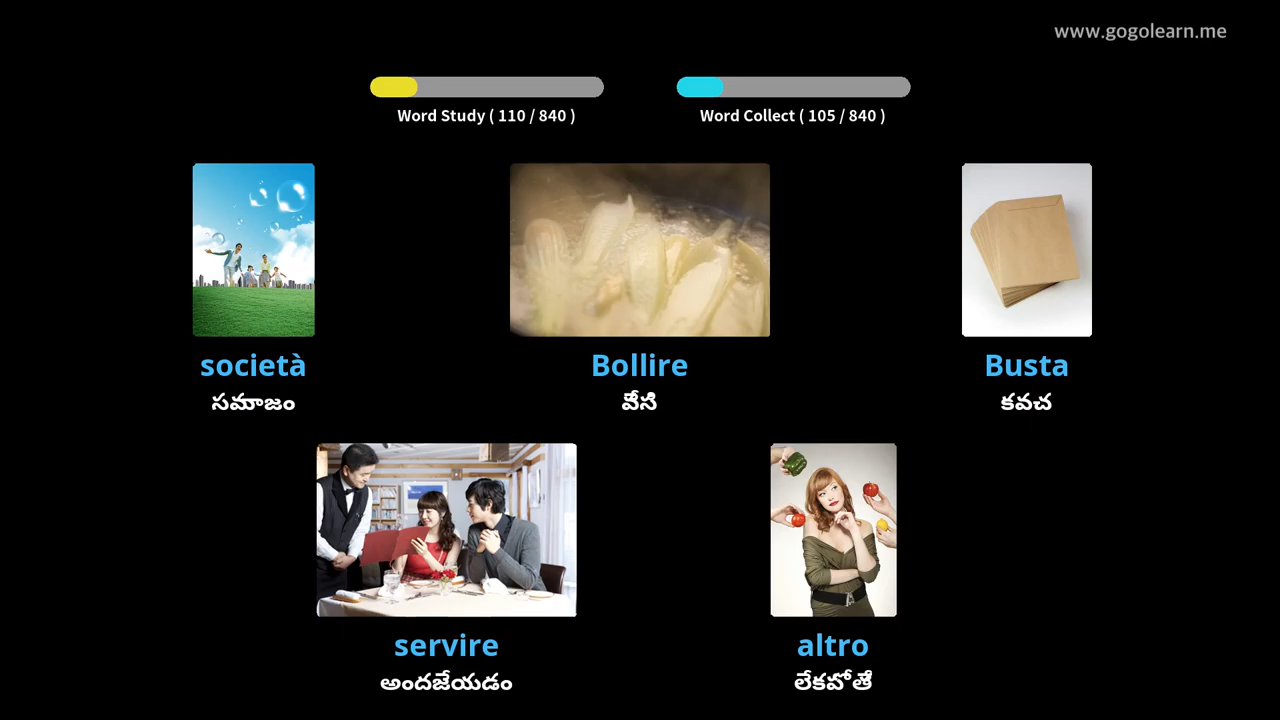 www.gogolearn.me
Word Study ( 110 / 840 )
Word Collect ( 105 / 840 )
società
Bollire
Busta
సమాజం
వేసి
కవచ
servire
altro
అందజేయడం
లేకపోతే